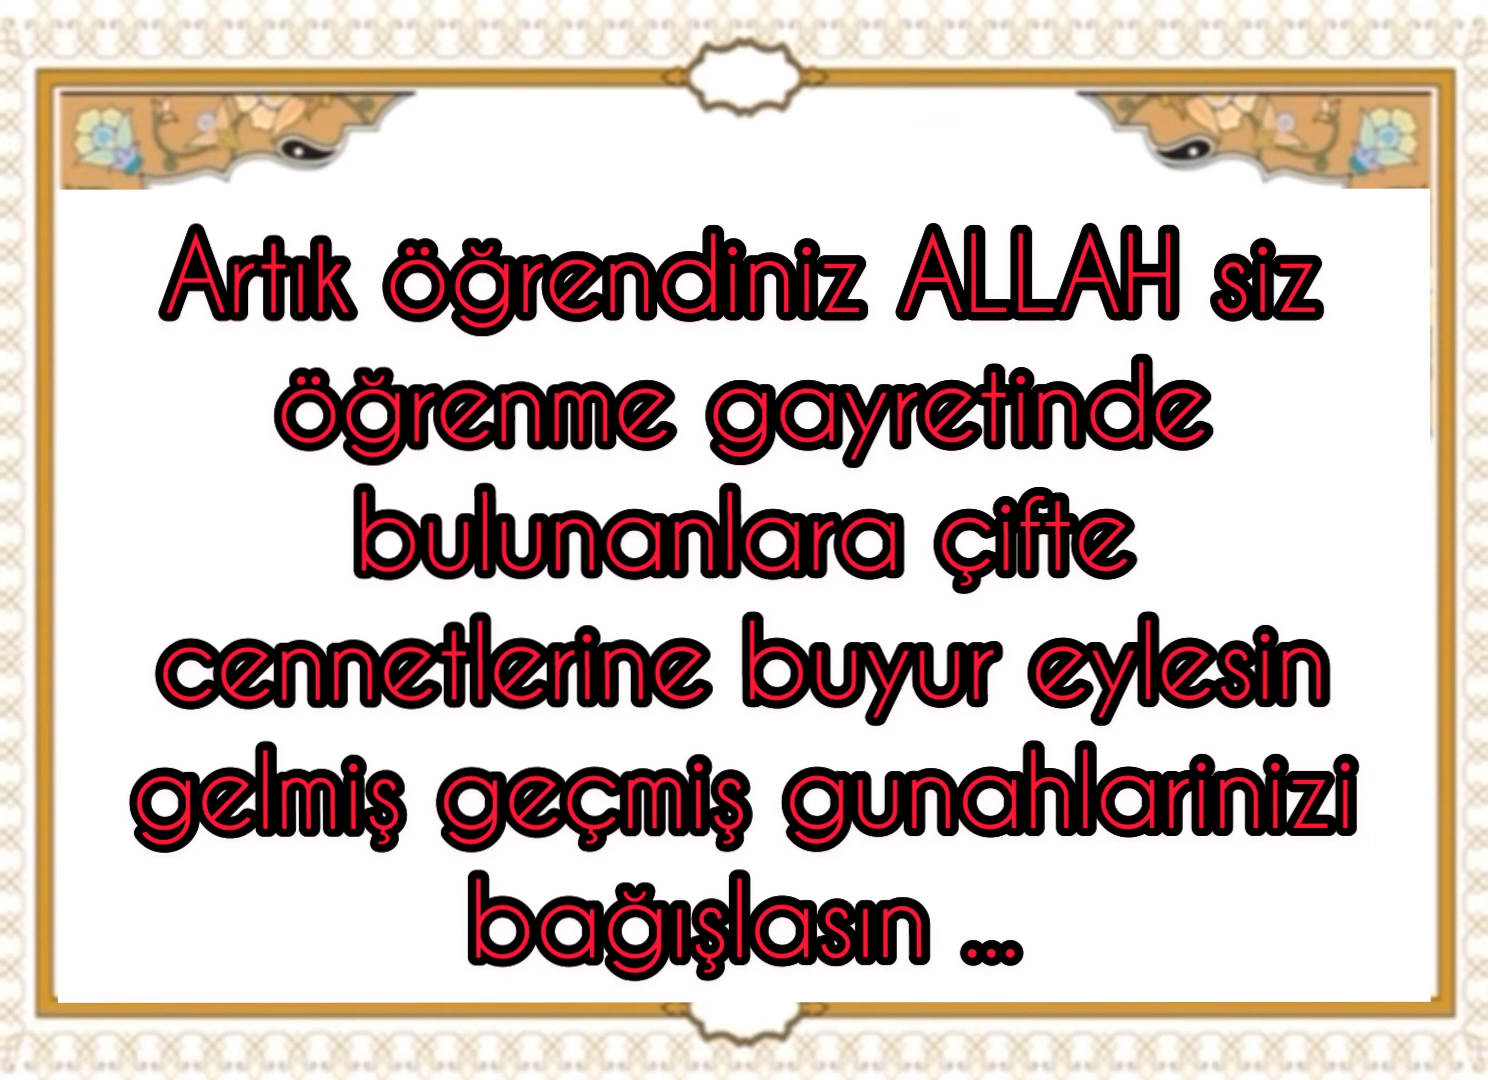 Artık öğrendiniz ALLAH siz
öğrenme gayretinde
bulunanlara çifte
cennetlerine buyur eylesin
gelmiş geçmiş gunahlarinizi
bağışlasın ...